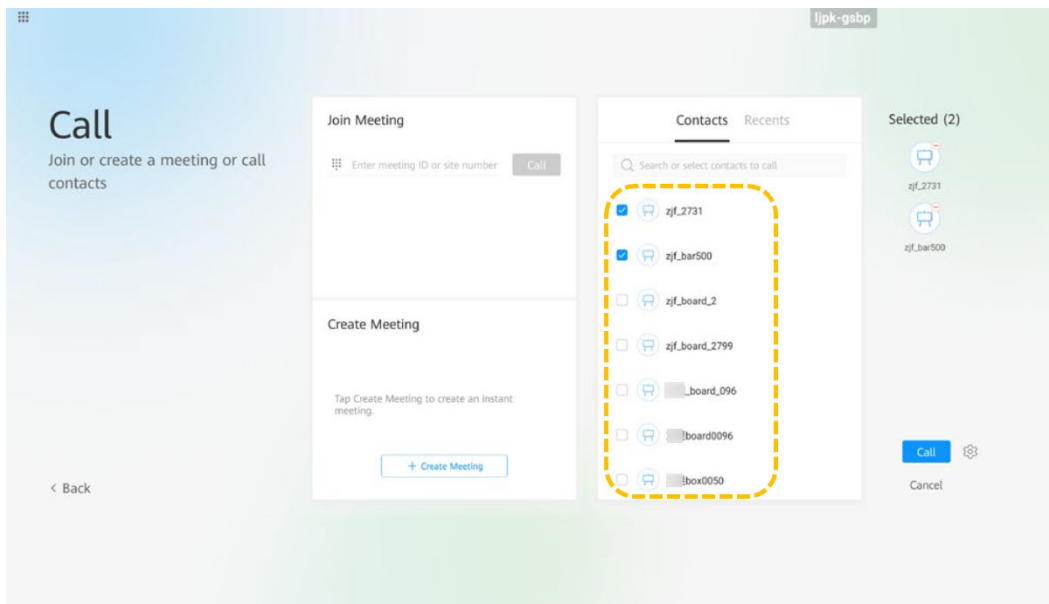 ljpk-gsbp
Call
Join or create a meeting or call
contacts
< Back
Join Meeting
Enter meeting ID or site number
Call
Create Meeting
Tap Create Meeting to create an instant
meeting.
+ Create Meeting
Contacts Recents
Search or select contacts to call
zjf_2731
zjf_bar500
zjf_board_2
zjf_board_2799
_board_096
board0096
box0050
Selected (2)
zjf_2731
zjf_bar500
Call
Cancel